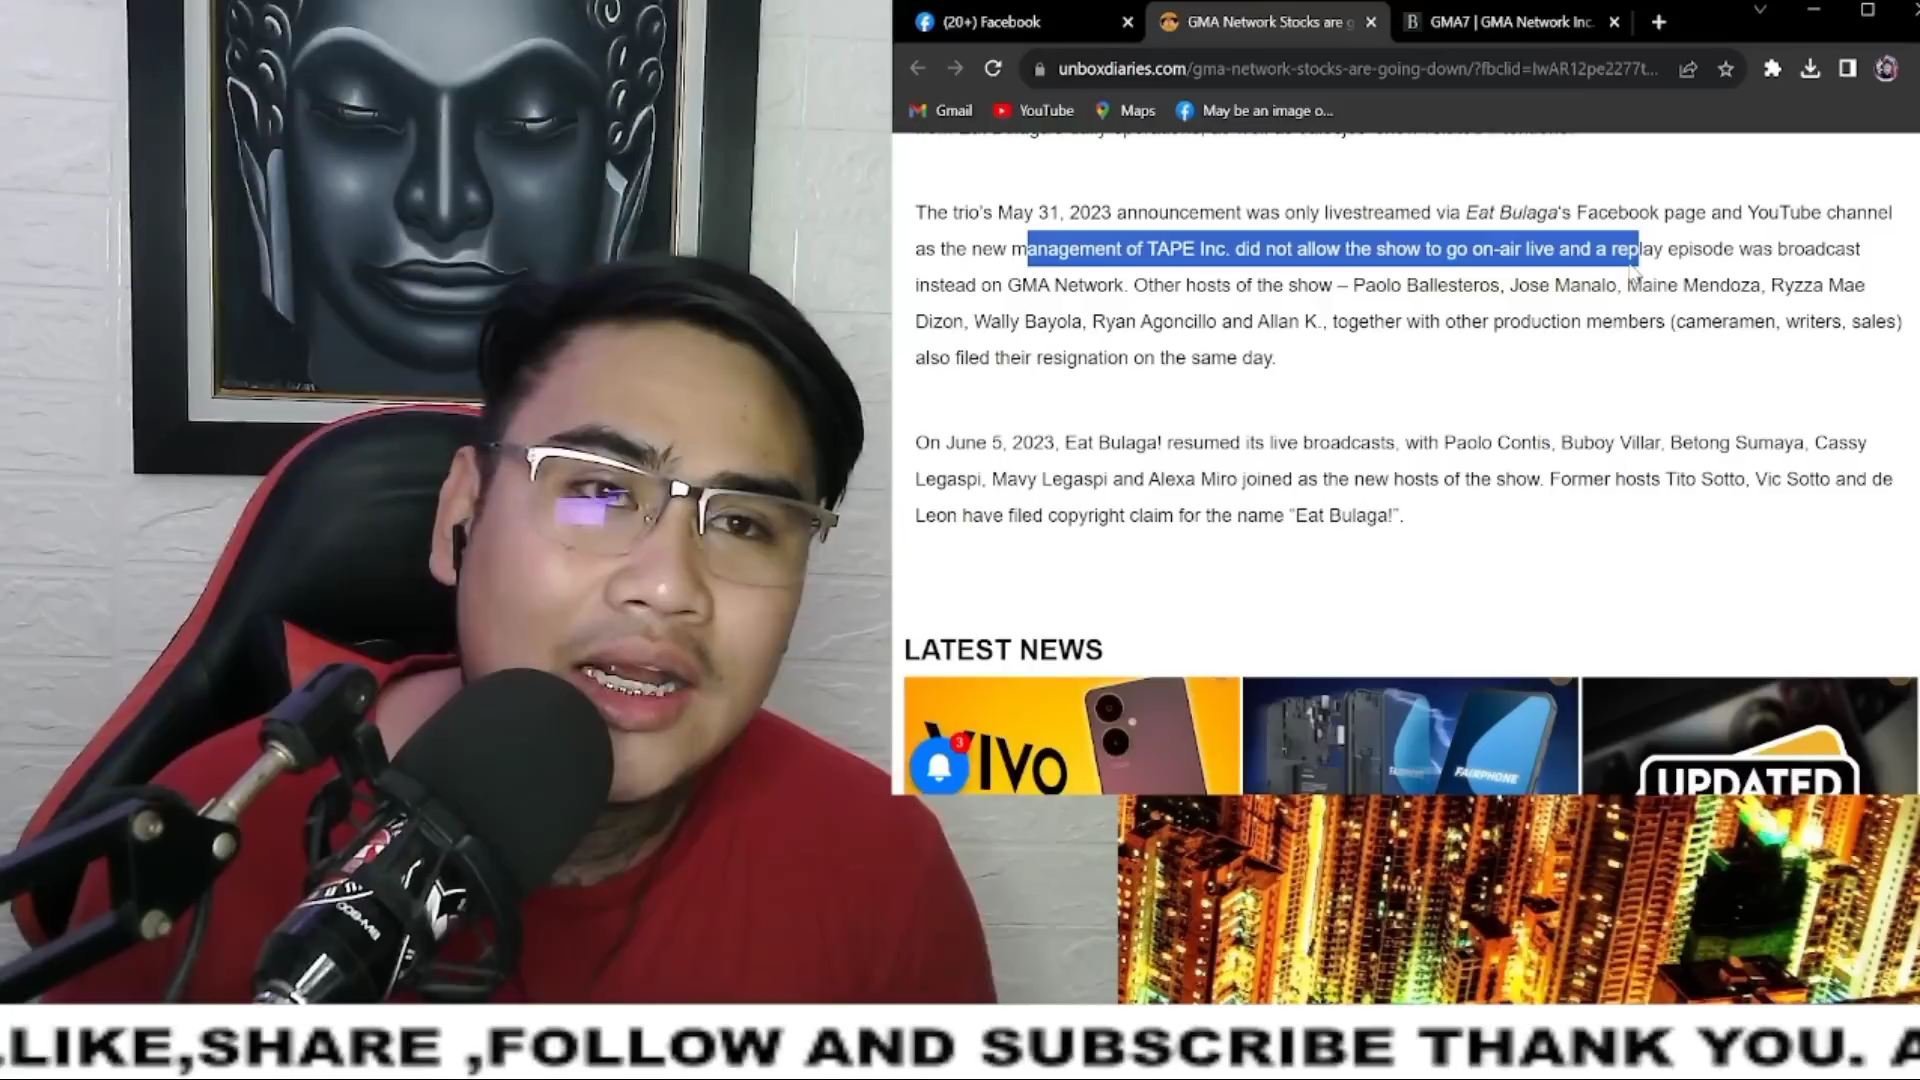 (20+) Facebook
GMA Network Stocks are g
GMA7 | GMA Network Inc.
unboxdiaries.com/gma-network-stocks-are-going-down/?fbclid=IwAR12pe2277t...
Gmail
YouTube
Maps
May be an image o...
The trio's May 31, 2023 announcement was only livestreamed via Eat Bulaga's Facebook page and YouTube channel
as the new management of TAPE Inc. did not allow the show to go on-air live and a replay episode was broadcast
instead on GMA Network. Other hosts of the show – Paolo Ballesteros, Jose Manalo, Maine Mendoza, Ryzza Mae
Dizon, Wally Bayola, Ryan Agoncillo and Allan K., together with other production members (cameramen, writers, sales)
also filed their resignation on the same day.
On June 5, 2023, Eat Bulaga! resumed its live broadcasts, with Paolo Contis, Buboy Villar, Betong Sumaya, Cassy
Legaspi, Mavy Legaspi and Alexa Miro joined as the new hosts of the show. Former hosts Tito Sotto, Vic Sotto and de
Leon have filed copyright claim for the name “Eat Bulaga!”.
LATEST NEWS
3
VIVO
FAIRPHONE
UPDATED
.LIKE,SHARE ,FOLLOW AND SUBSCRIBE THANK YOU. A